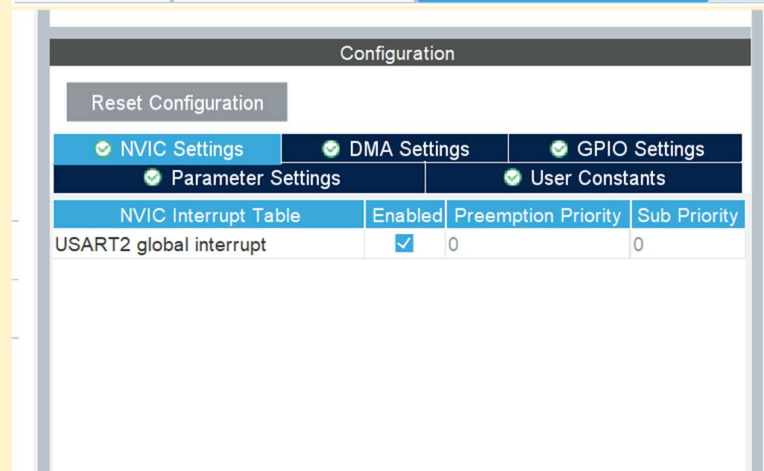 Configuration
Reset Configuration
NVIC Settings DMA Settings GPIO Settings
Parameter Settings User Constants
NVIC Interrupt Table Enabled Preemption Priority Sub Priority
USART2 global interrupt 0 0